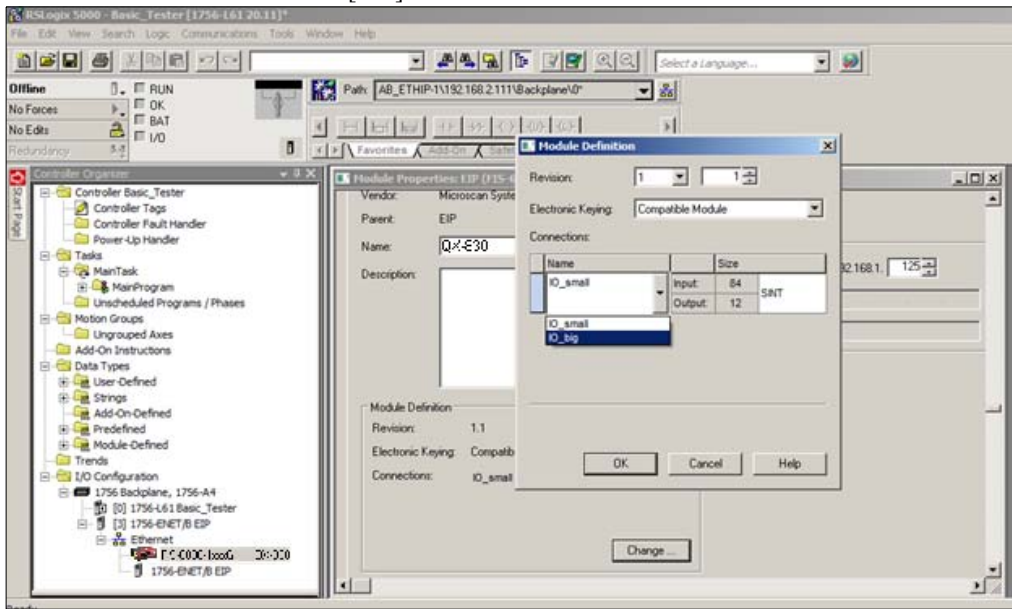 RSLogix 5000 - Basic_Tester [1756-L61 20.11]*
File Edit View Search Logic Communications Tools Window Help
Select a Language...
Offline
RUN
No Forces
OK
No Edits
BAT
Redundancy
I/O
Path: AB_ETHIP-1\192.168.2.111\Backplane\0*
Favorites Add-On
Controller Organizer
Start Page
Controller Basic_Tester
Controller Tags
Controller Fault Handler
Power-Up Handler
Tasks
MainTask
MainProgram
Unscheduled Programs / Phases
Motion Groups
Ungrouped Axes
Add-On Instructions
Data Types
User-Defined
Strings
Add-On-Defined
Predefined
Module-Defined
Trends
I/O Configuration
1756 Backplane, 1756-A4
[0] 1756-L61 Basic_Tester
[3] 1756-ENET/B EIP
Ethernet
1756-ENET/B EIP
Module Properties: EIP
Vendor: Microscan Syste
Parent: EIP
Name: QX-830
Description:
Module Definition
Revision: 1.1
Electronic Keying: Compatib
Connections: IO_small
Change ...
192.168.1. 125
Module Definition
Revision: 1 1
Electronic Keying: Compatible Module
Connections:
Name Size
IO_small Input: 84 SINT
Output: 12
IO_small
IO_big
OK Cancel Help